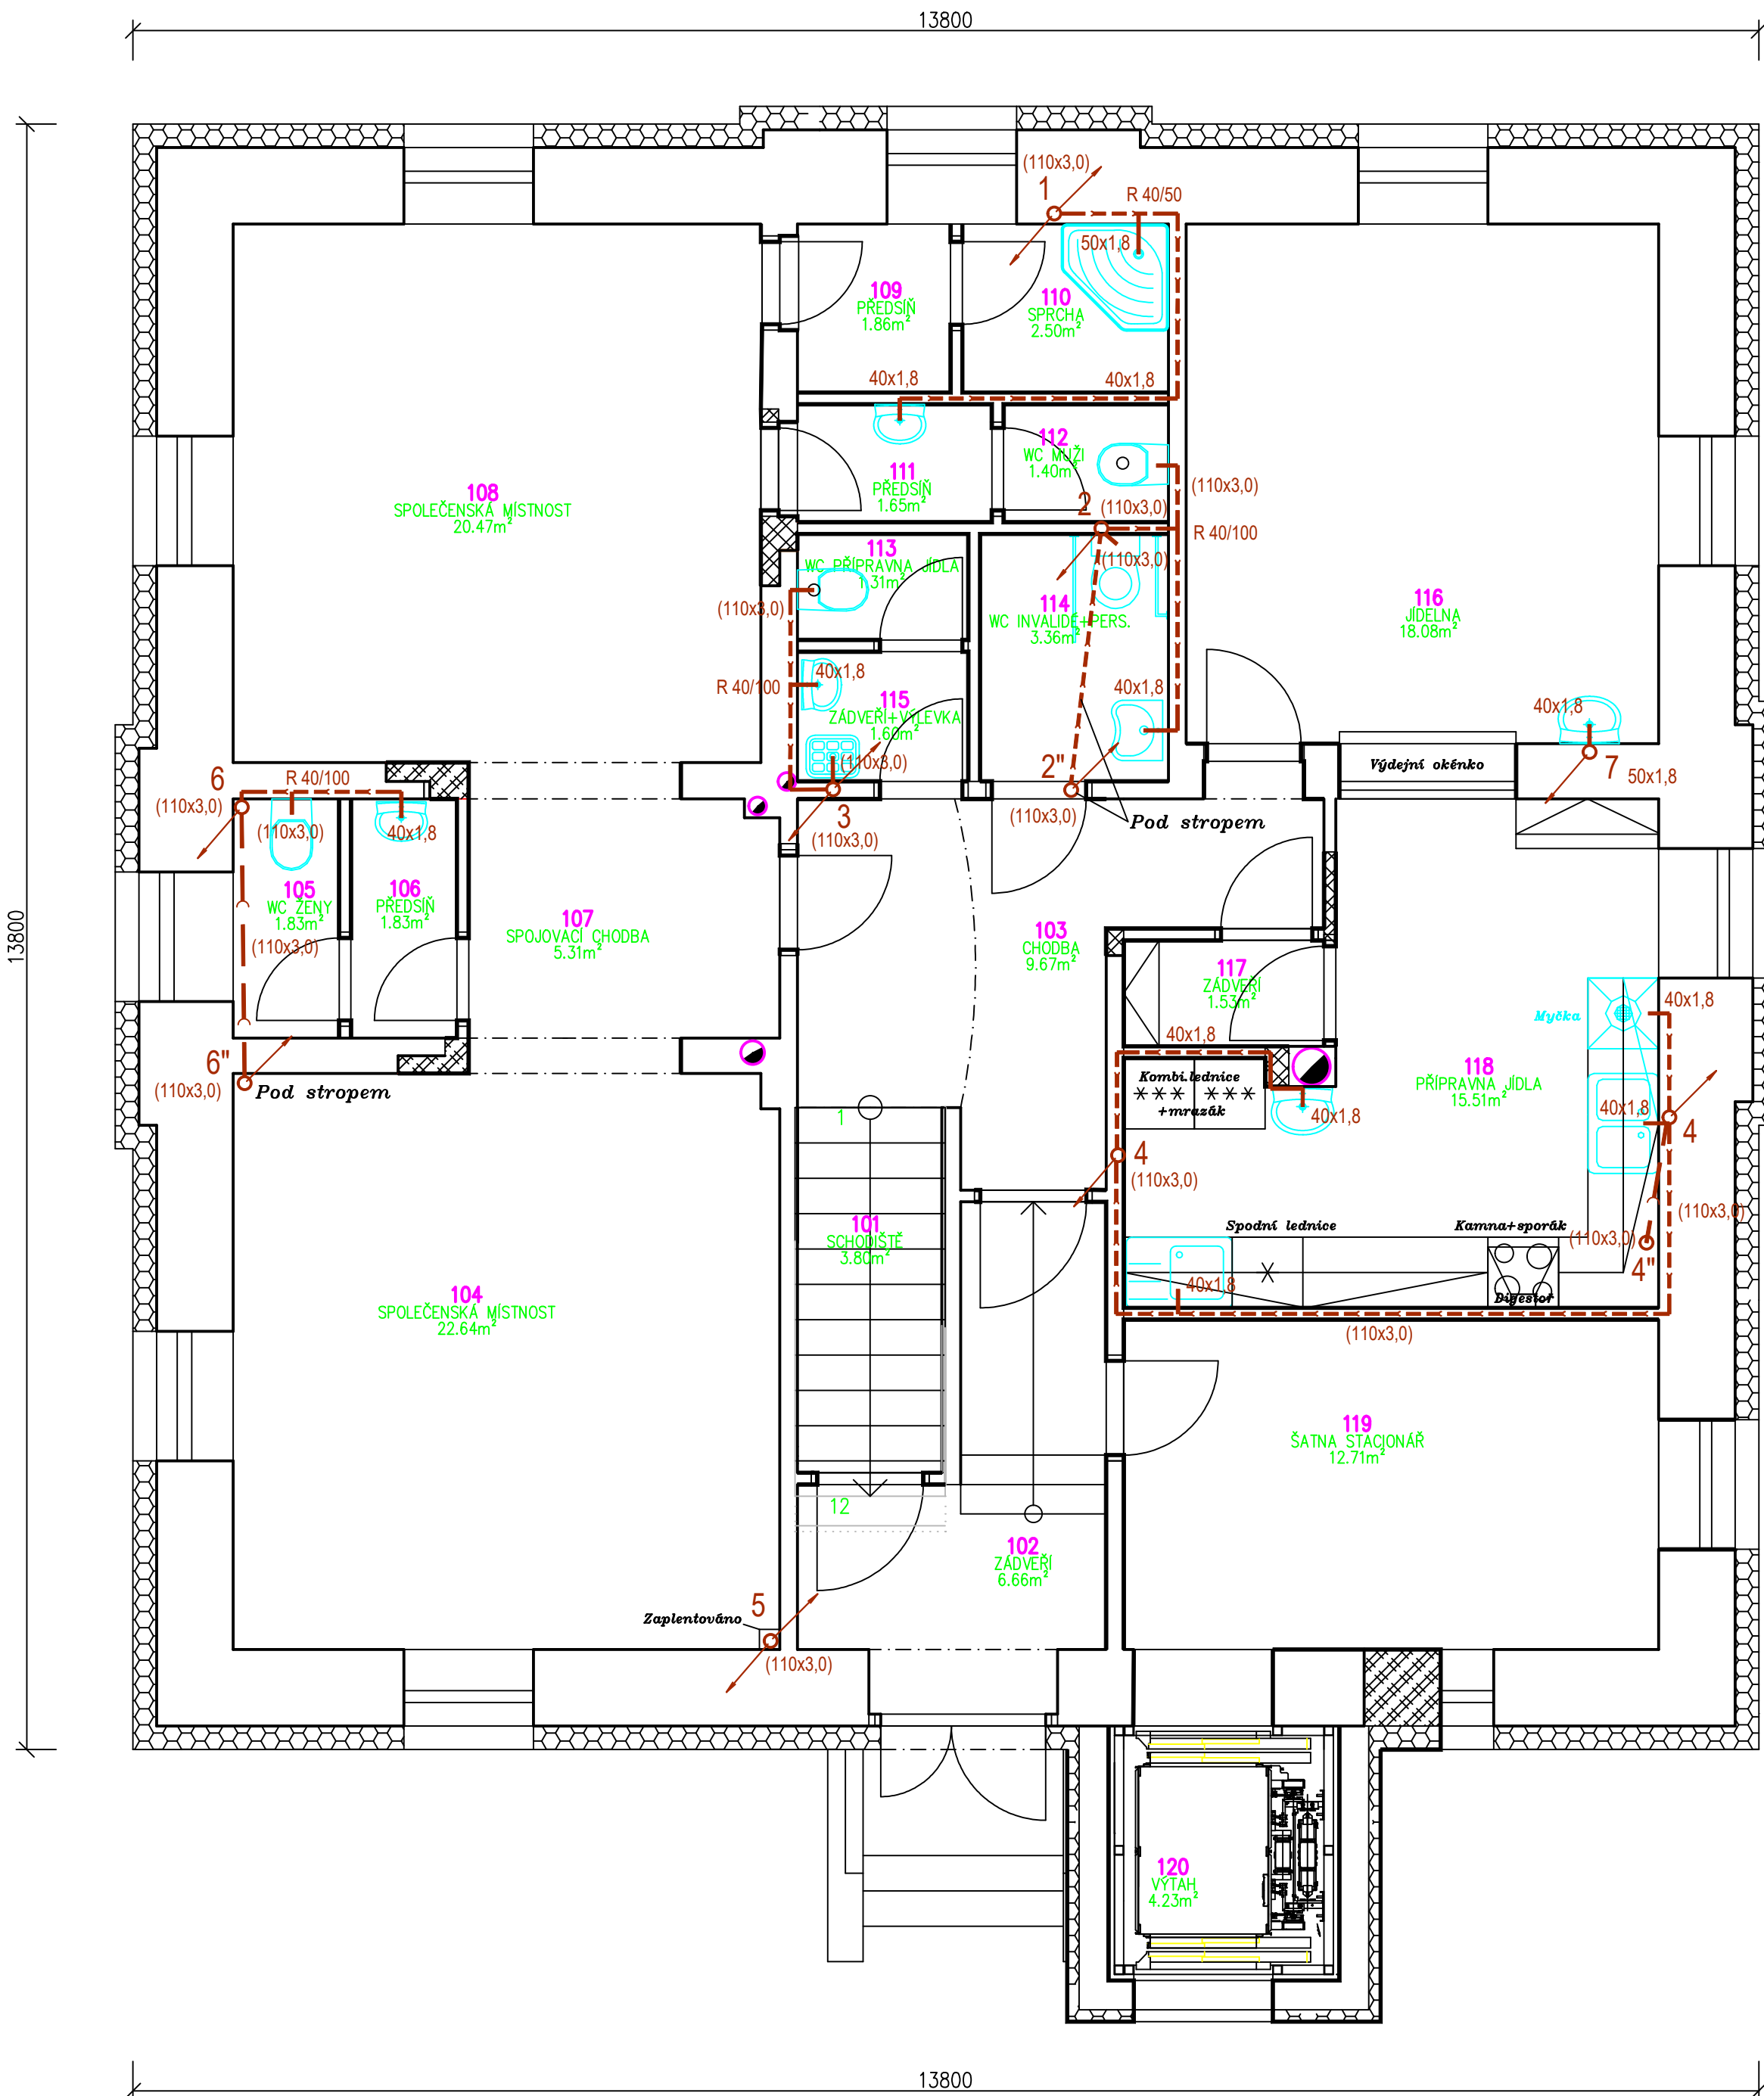 13800
(110x3,0)
1
R 40/50
50x1,8
109
PŘEDSÍŇ
1.86m²
110
SPRCHA
2.50m²
40x1,8
40x1,8
108
SPOLEČENSKÁ MÍSTNOST
20.47m²
111
PŘEDSÍŇ
1.65m²
112
WC MUŽI
1.40m
(110x3,0)
2
(110x3,0)
R 40/100
(110x3,0)
113
WC PŘÍPRAVNA JÍDLA
1.31m²
(110x3,0)
114
WC INVALIDÉ+PERS.
3.36m²
116
JÍDELNA
18.08m²
R 40/100
40x1,8
115
ZÁDVEŘÍ+VÝLEVKA
1.60m²
40x1,8
40x1,8
(110x3,0)
2"
(110x3,0)
Výdejní okénko
7
50x1,8
3
(110x3,0)
Pod stropem
6
R 40/100
(110x3,0)
(110x3,0)
40x1,8
105
WC ŽENY
1.83m²
106
PŘEDSÍŇ
1.83m²
(110x3,0)
107
SPOJOVACÍ CHODBA
5.31m²
103
CHODBA
9.67m²
13800
117
ZÁDVEŘÍ
1.53m²
40x1,8
40x1,8
Myčka
6"
(110x3,0)
Pod stropem
Kombi.lednice
*** ***
+mrazák
40x1,8
118
PŘÍPRAVNA JÍDLA
15.51m²
40x1,8
4
1
4
(110x3,0)
(110x3,0)
101
SCHODIŠTĚ
3.80m²
Spodní lednice
Kamna+sporák
(110x3,0)
4"
40x1,8
Digestoř
104
SPOLEČENSKÁ MÍSTNOST
22.64m²
(110x3,0)
119
ŠATNA STACIONÁŘ
12.71m²
12
102
ZÁDVEŘÍ
6.66m²
5
Zaplentováno
(110x3,0)
120
VÝTAH
4.23m²
13800